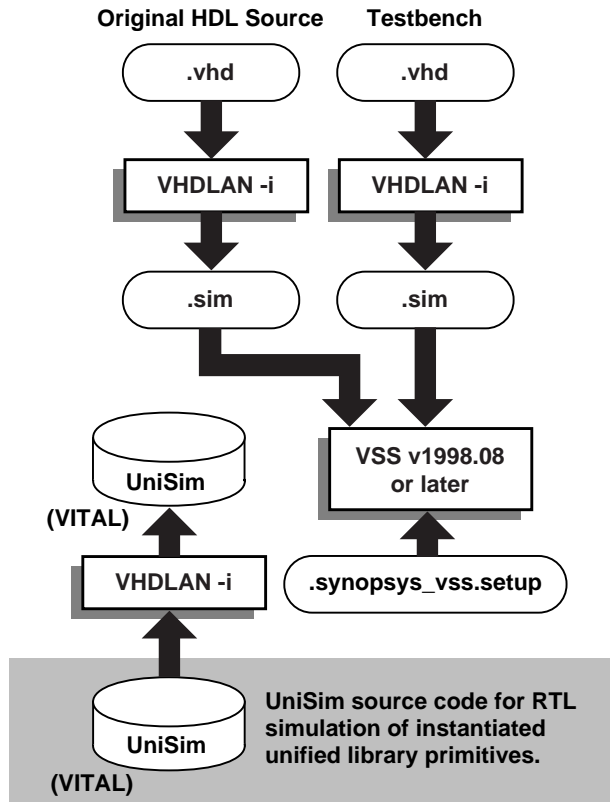 Original HDL Source
Testbench
.vhd
.vhd
VHDLAN -i
VHDLAN -i
.sim
.sim
VSS v1998.08
or later
UniSim
(VITAL)
VHDLAN -i
.synopsys_vss.setup
UniSim
(VITAL)
UniSim source code for RTL
simulation of instantiated
unified library primitives.